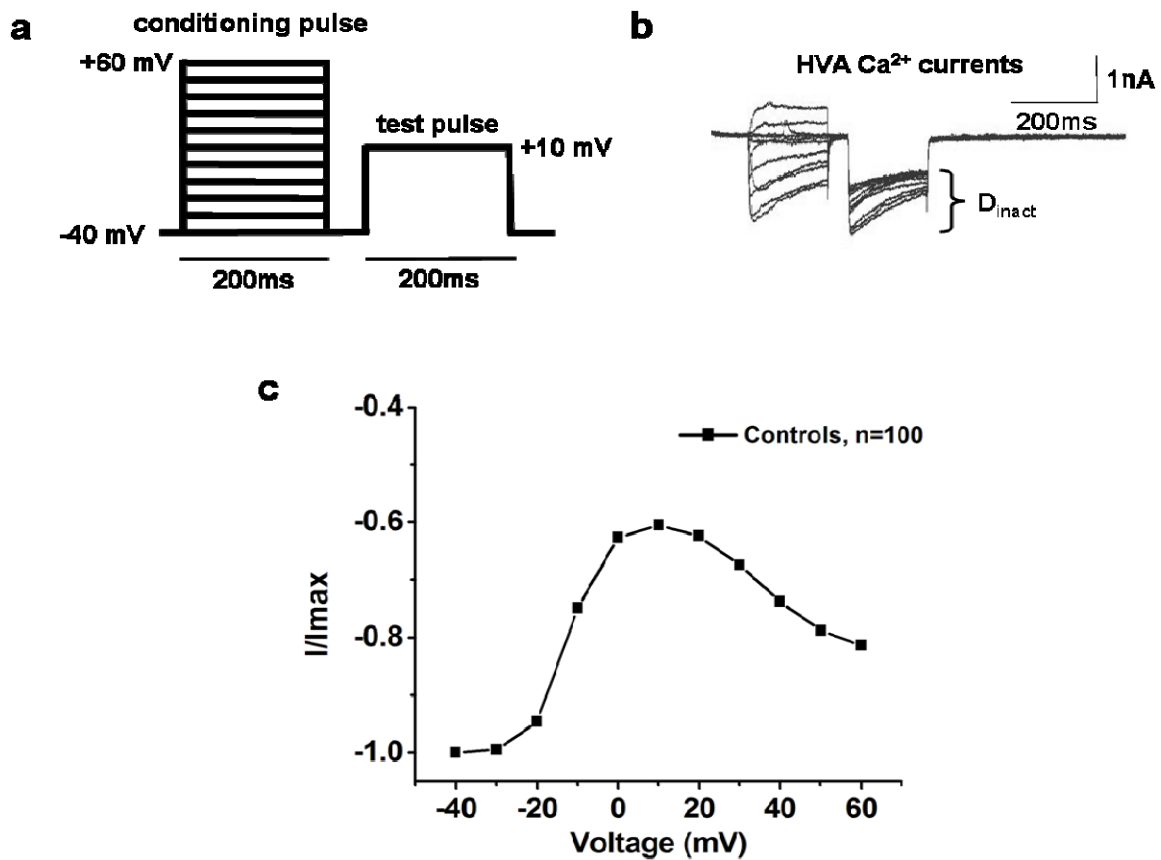 a
conditioning pulse
+60 mV
test pulse
+10 mV
-40 mV
200ms 200ms
b
HVA Ca²⁺ currents
1nA
200ms
D_inact
c
-0.4
Controls, n=100
-0.6
-0.8
-1.0
I/Imax
-40 -20 0 20 40 60
Voltage (mV)